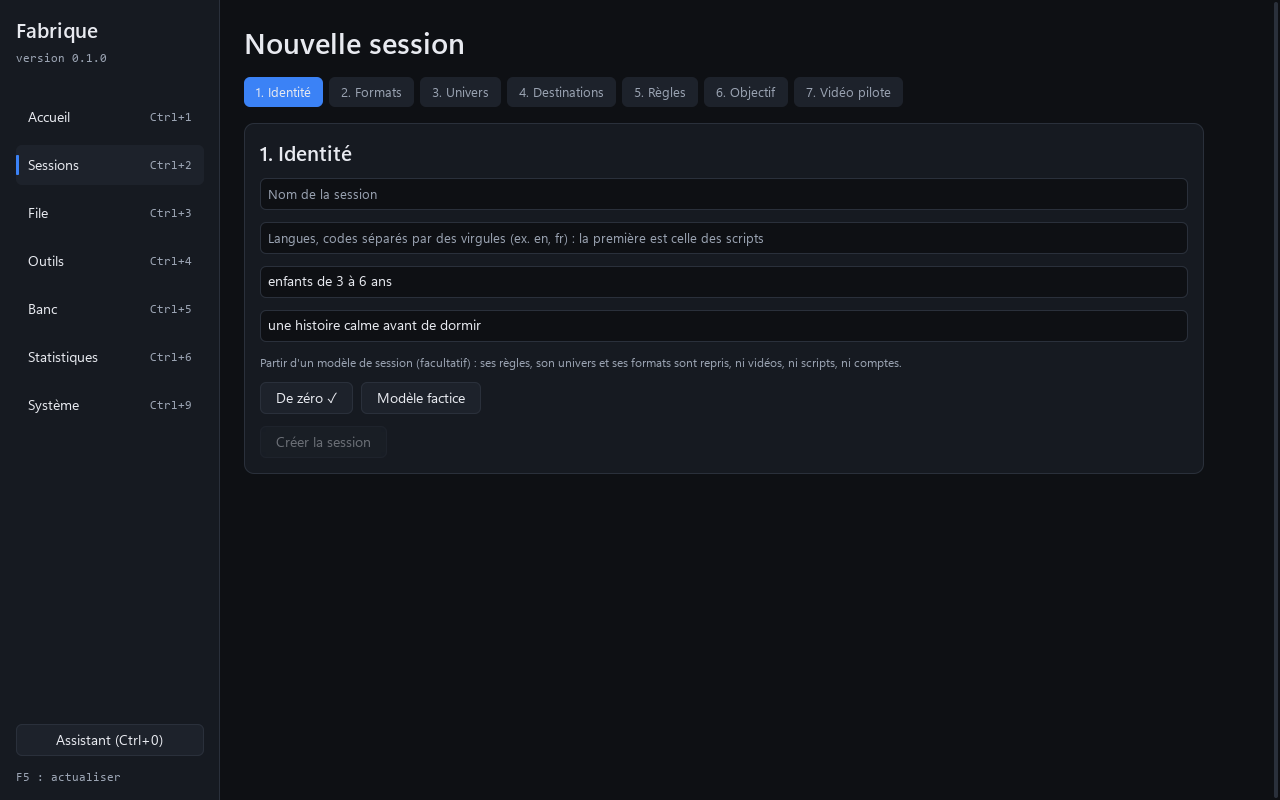 Fabrique
version 0.1.0
Accueil Ctrl+1
Sessions Ctrl+2
File Ctrl+3
Outils Ctrl+4
Banc Ctrl+5
Statistiques Ctrl+6
Système Ctrl+9
Assistant (Ctrl+0)
F5 : actualiser
Nouvelle session
1. Identité 2. Formats 3. Univers 4. Destinations 5. Règles 6. Objectif 7. Vidéo pilote
1. Identité
Nom de la session
Langues, codes séparés par des virgules (ex. en, fr) : la première est celle des scripts
enfants de 3 à 6 ans
une histoire calme avant de dormir
Partir d'un modèle de session (facultatif) : ses règles, son univers et ses formats sont repris, ni vidéos, ni scripts, ni comptes.
De zéro ✓ Modèle factice
Créer la session